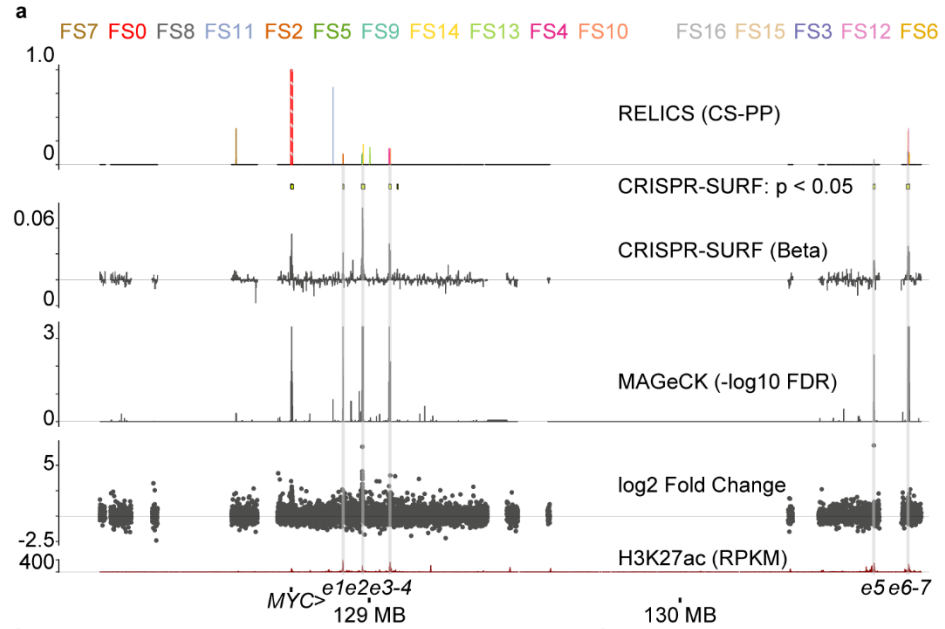 a
FS7 FS0 FS8 FS11 FS2 FS5 FS9 FS14 FS13 FS4 FS10 FS16 FS15 FS3 FS12 FS6
1.0
RELICS (CS-PP)
0
CRISPR-SURF: p < 0.05
0.06
CRISPR-SURF (Beta)
0
3
MAGeCK (-log10 FDR)
0
5
log2 Fold Change
-2.5
400
H3K27ac (RPKM)
MYC> e1e2e3-4 e5e6-7
129 MB 130 MB